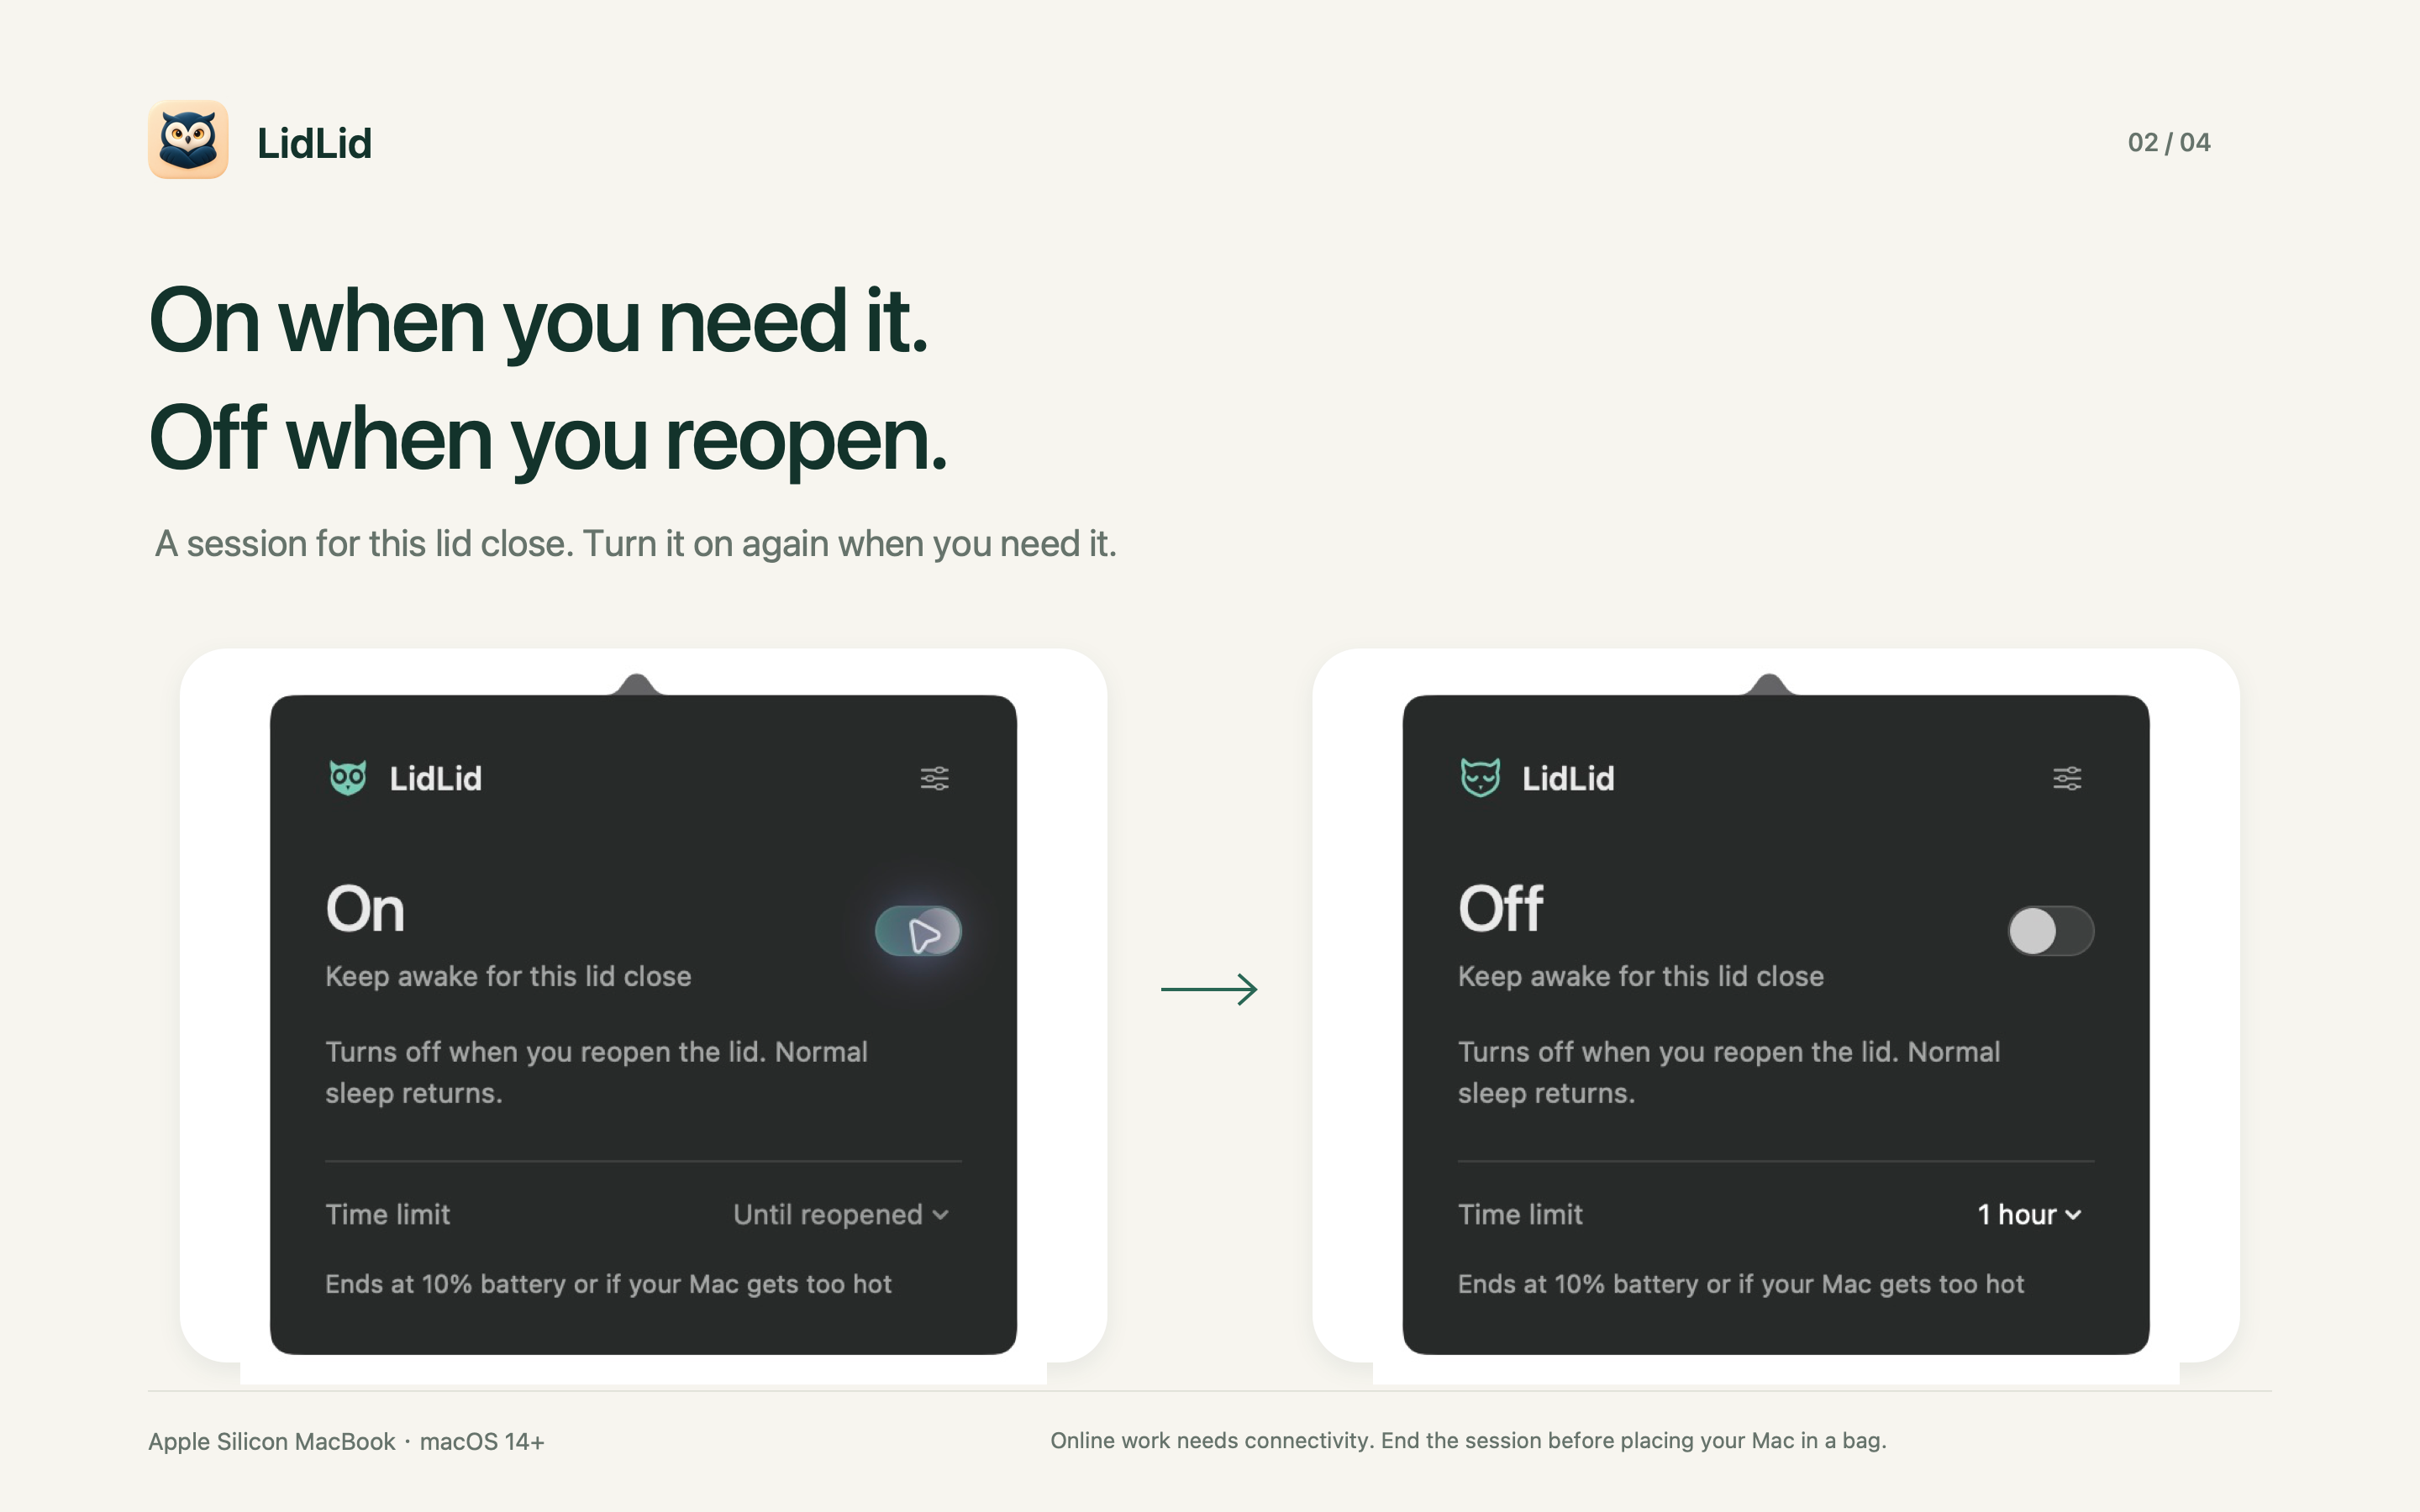 LidLid
02 / 04
On when you need it.
Off when you reopen.
A session for this lid close. Turn it on again when you need it.
LidLid
On
Keep awake for this lid close
Turns off when you reopen the lid. Normal
sleep returns.
Time limit
Until reopened
Ends at 10% battery or if your Mac gets too hot
LidLid
Off
Keep awake for this lid close
Turns off when you reopen the lid. Normal
sleep returns.
Time limit
1 hour
Ends at 10% battery or if your Mac gets too hot
Apple Silicon MacBook · macOS 14+
Online work needs connectivity. End the session before placing your Mac in a bag.